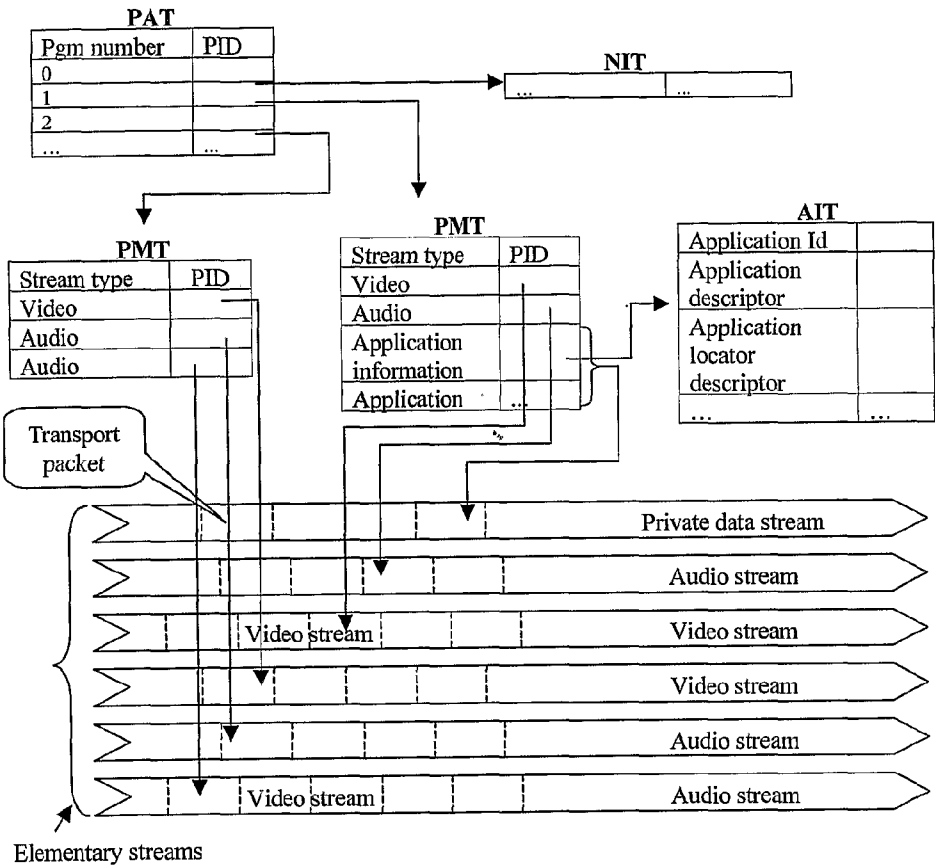 PAT
Pgm number PID
0
1
2
... ...
NIT
... ...
PMT
Stream type PID
Video
Audio
Audio
PMT
Stream type PID
Video
Audio
Application
information
Application ...
AIT
Application Id
Application
descriptor
Application
locator
descriptor
... ...
Transport
packet
Private data stream
Audio stream
Video stream Video stream
Video stream
Audio stream
Video stream Audio stream
Elementary streams